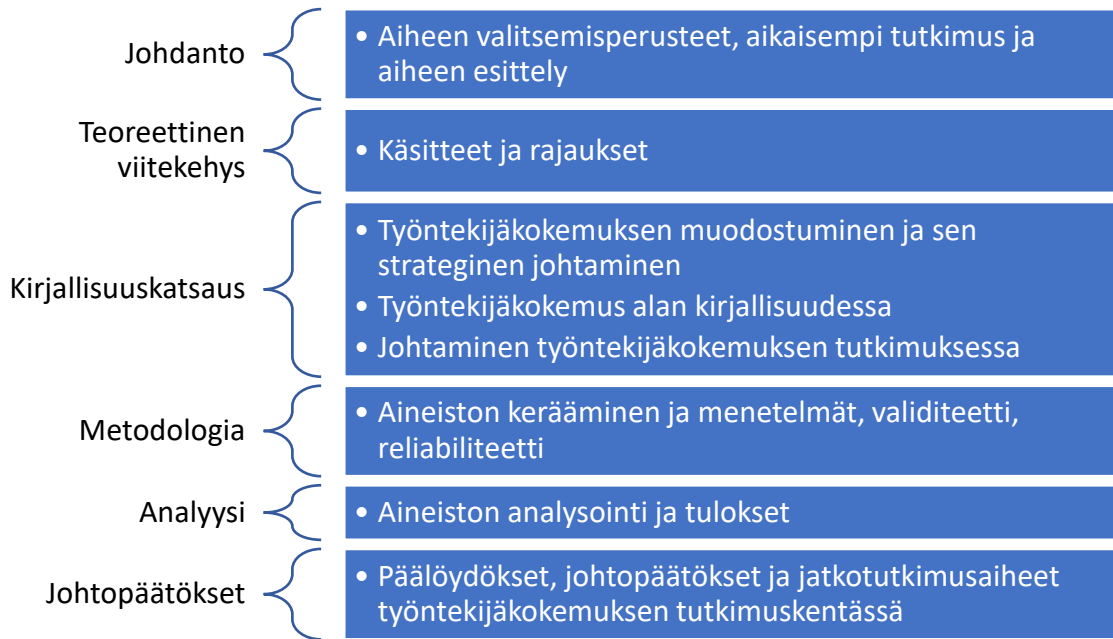 Johdanto
• Aiheen valitsemisperusteet, aikaisempi tutkimus ja
aiheen esittely
Teoreettinen
viitekehys
• Käsitteet ja rajaukset
Kirjallisuuskatsaus
• Työntekijäkokemuksen muodostuminen ja sen
strateginen johtaminen
• Työntekijäkokemus alan kirjallisuudessa
• Johtaminen työntekijäkokemuksen tutkimuksessa
Metodologia
• Aineiston kerääminen ja menetelmät, validiteetti,
reliabiliteetti
Analyysi
• Aineiston analysointi ja tulokset
Johtopäätökset
• Päälöydökset, johtopäätökset ja jatkotutkimusaiheet
työntekijäkokemuksen tutkimuskentässä